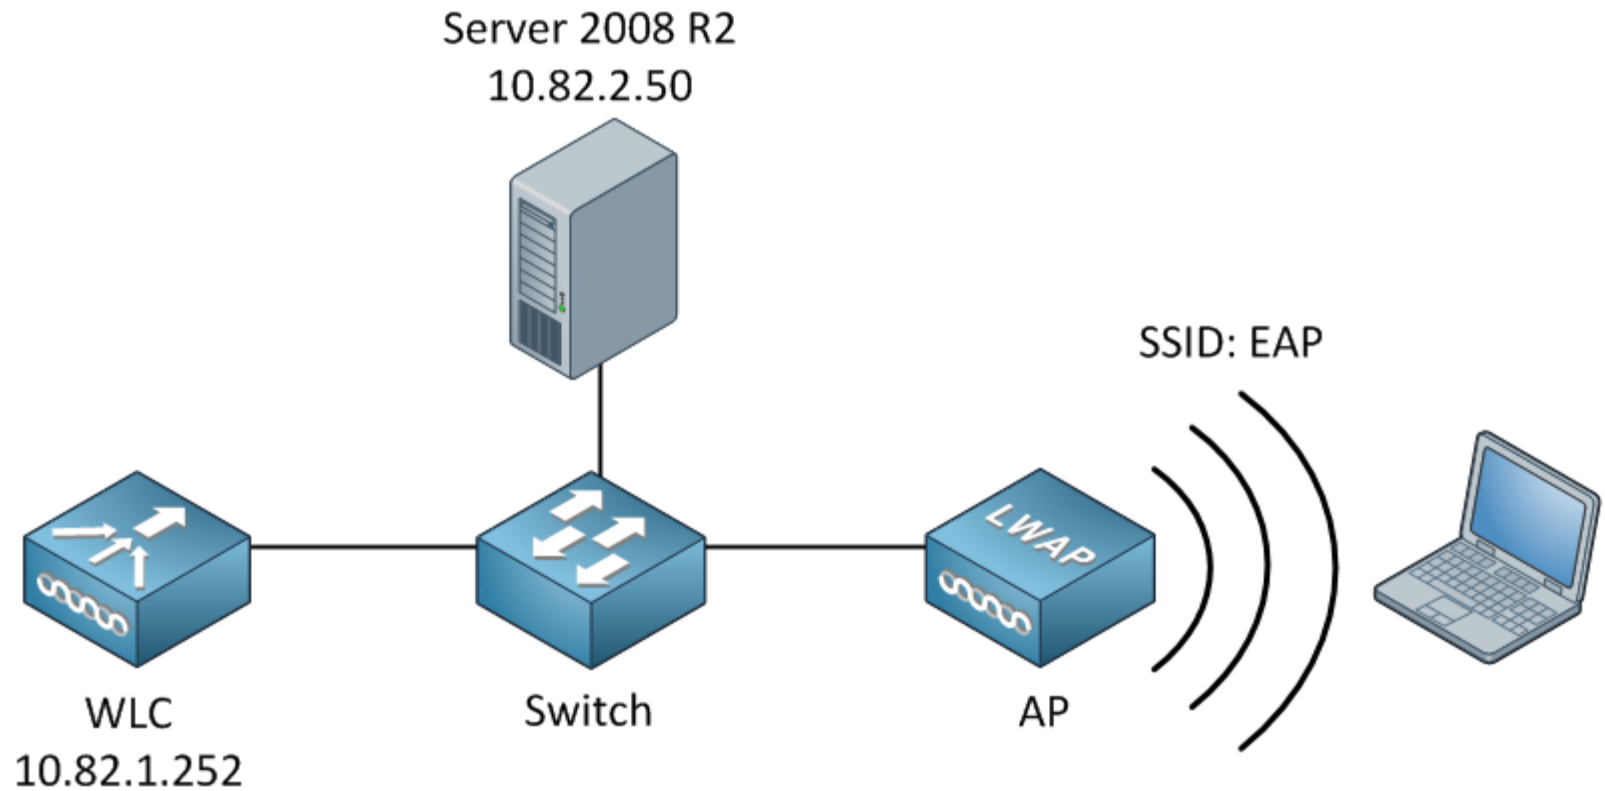 Server 2008 R2
10.82.2.50
SSID: EAP
LWAP
WLC
10.82.1.252
Switch
AP